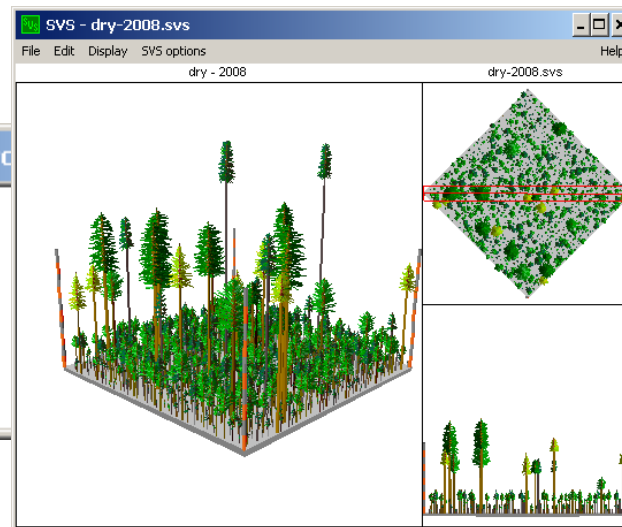 SVS - dry-2008.svs
File Edit Display SVS options Help
dry - 2008
dry-2008.svs